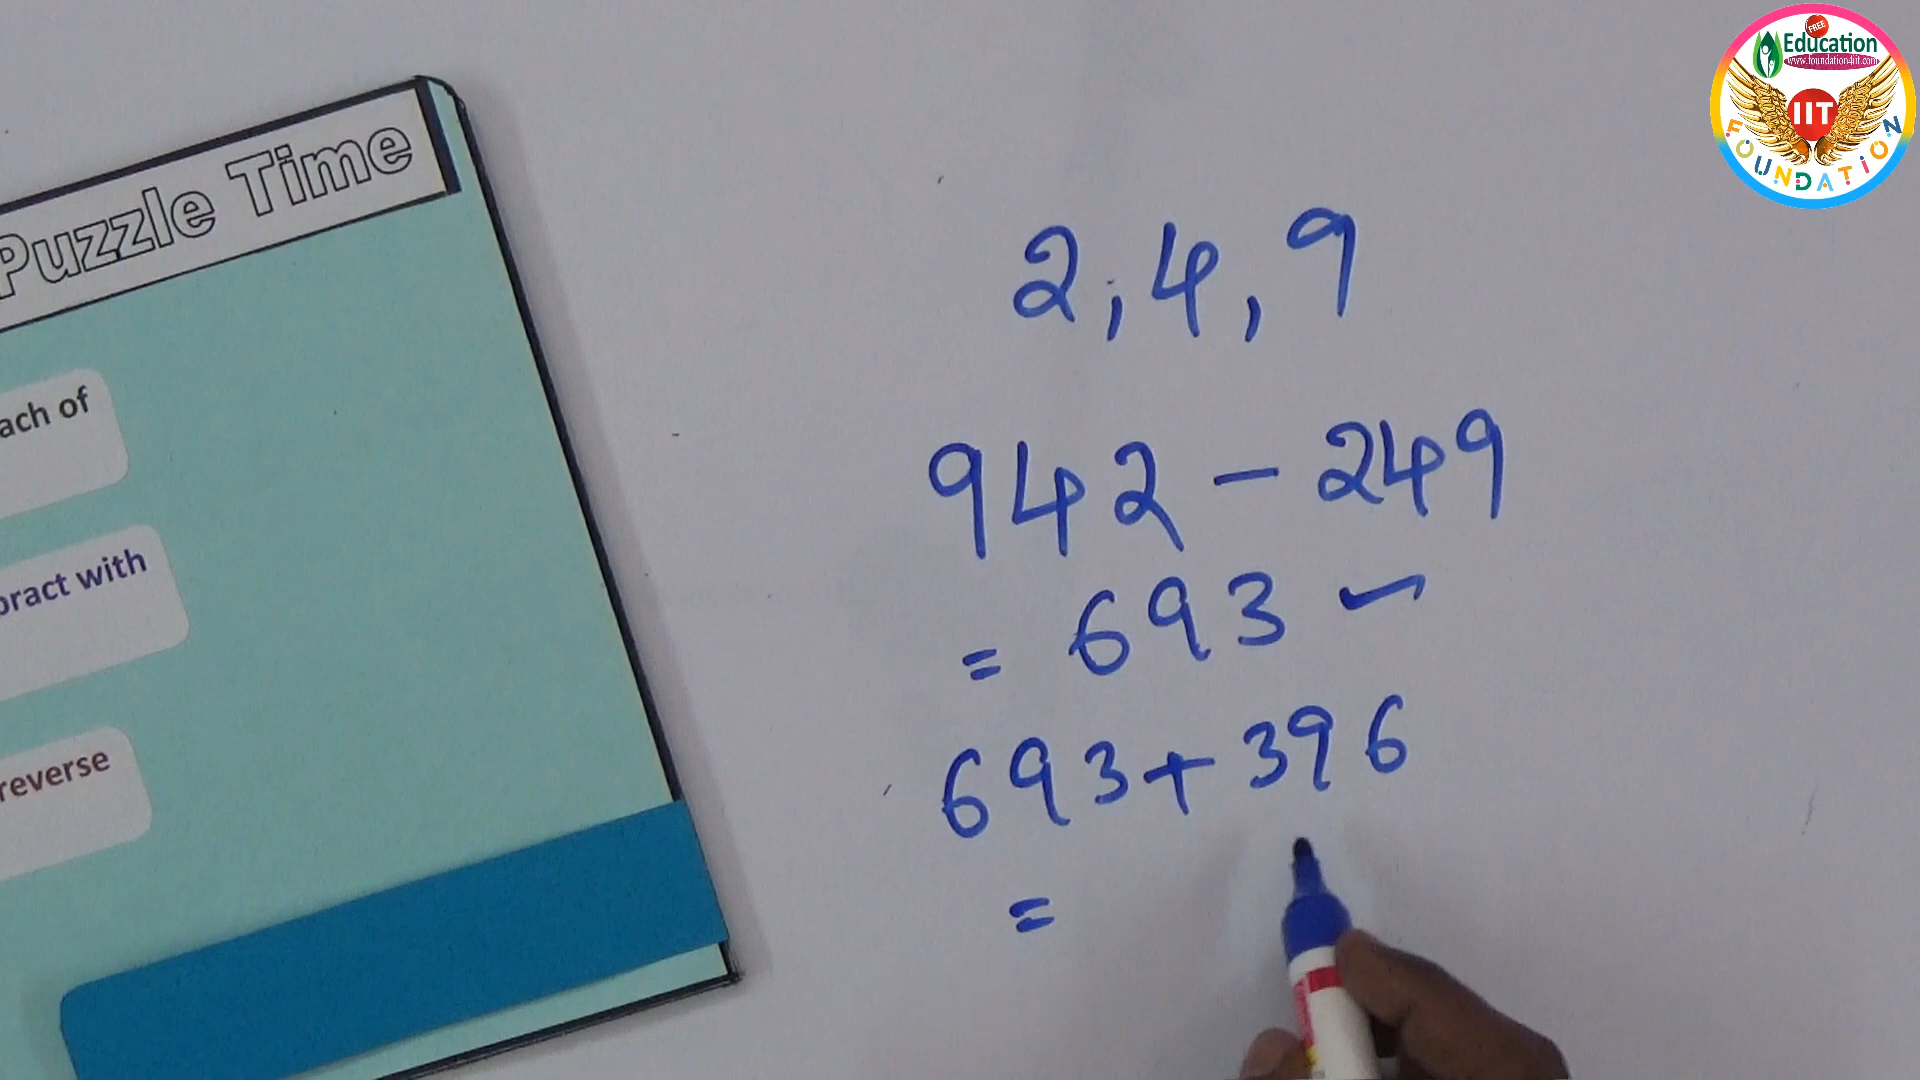 FREE
Education
www.foundation4iit.com
IIT
FOUNDATION
Puzzle Time
ach of
ract with
reverse
2, 4, 9
942 - 249
= 693
693 + 396
=